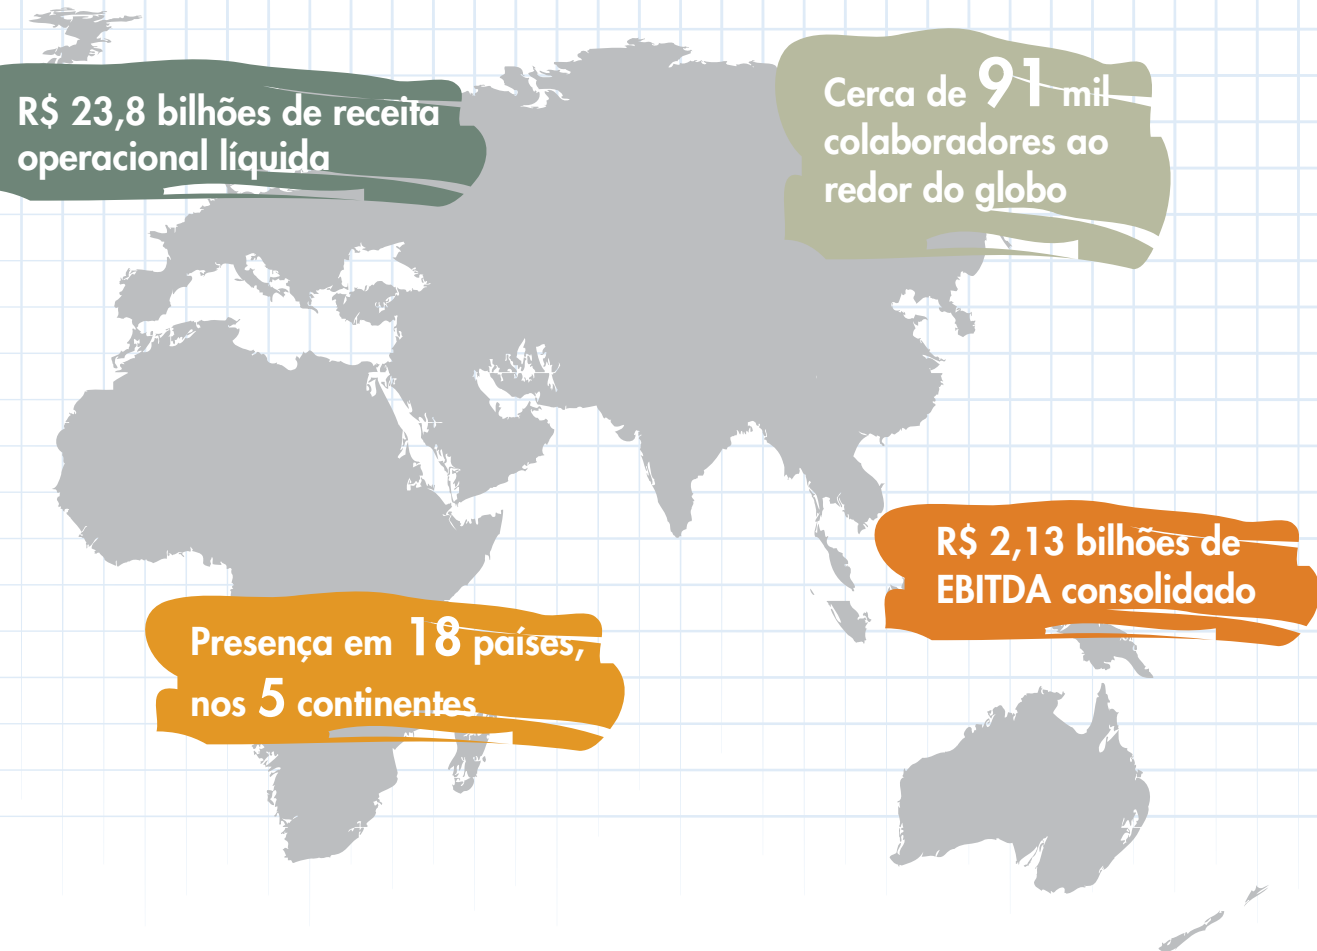 R$ 23,8 bilhões de receita
operacional líquida
Cerca de 91 mil
colaboradores ao
redor do globo
R$ 2,13 bilhões de
EBITDA consolidado
Presença em 18 países,
nos 5 continentes